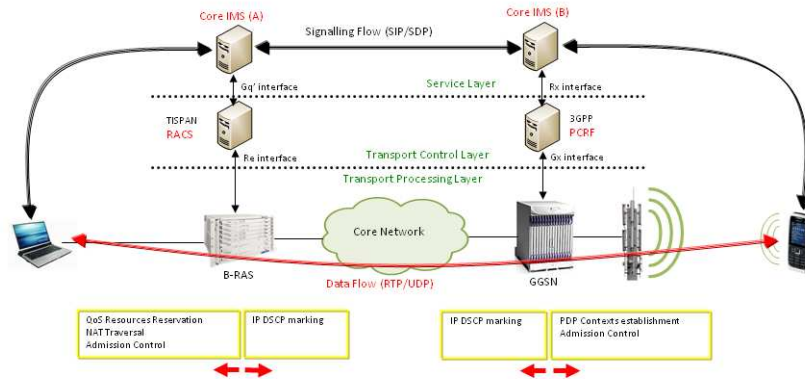 Core IMS (A)
Core IMS (B)
Signalling Flow (SIP/SDP)
Gq' interface
Service Layer
Rx interface
TISPAN
RACS
3GPP
PCRF
Re interface
Transport Control Layer
Gx interface
Transport Processing Layer
Core Network
B-RAS
Data Flow (RTP/UDP)
GGSN
QoS Resources Reservation
NAT Traversal
Admission Control
IP DSCP marking
IP DSCP marking
PDP Contexts establishment
Admission Control